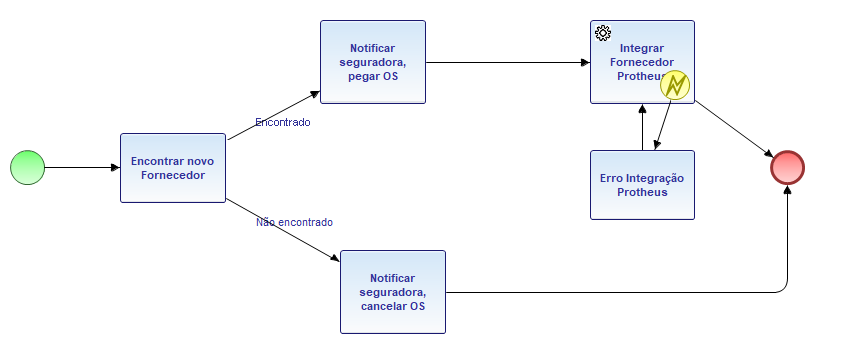 Notificar
seguradora,
pegar OS
Integrar
Fornecedor
Protheus
Encontrado
Encontrar novo
Fornecedor
Erro Integração
Protheus
Não encontrado
Notificar
seguradora,
cancelar OS